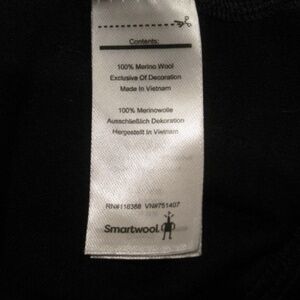 Contents:
100% Merino Wool
Exclusive Of Decoration
Made In Vietnam
100% Merinowolle
Ausschließlich Dekoration
Hergestellt in Vietnam
RN#116388 VN#751407
Smartwool